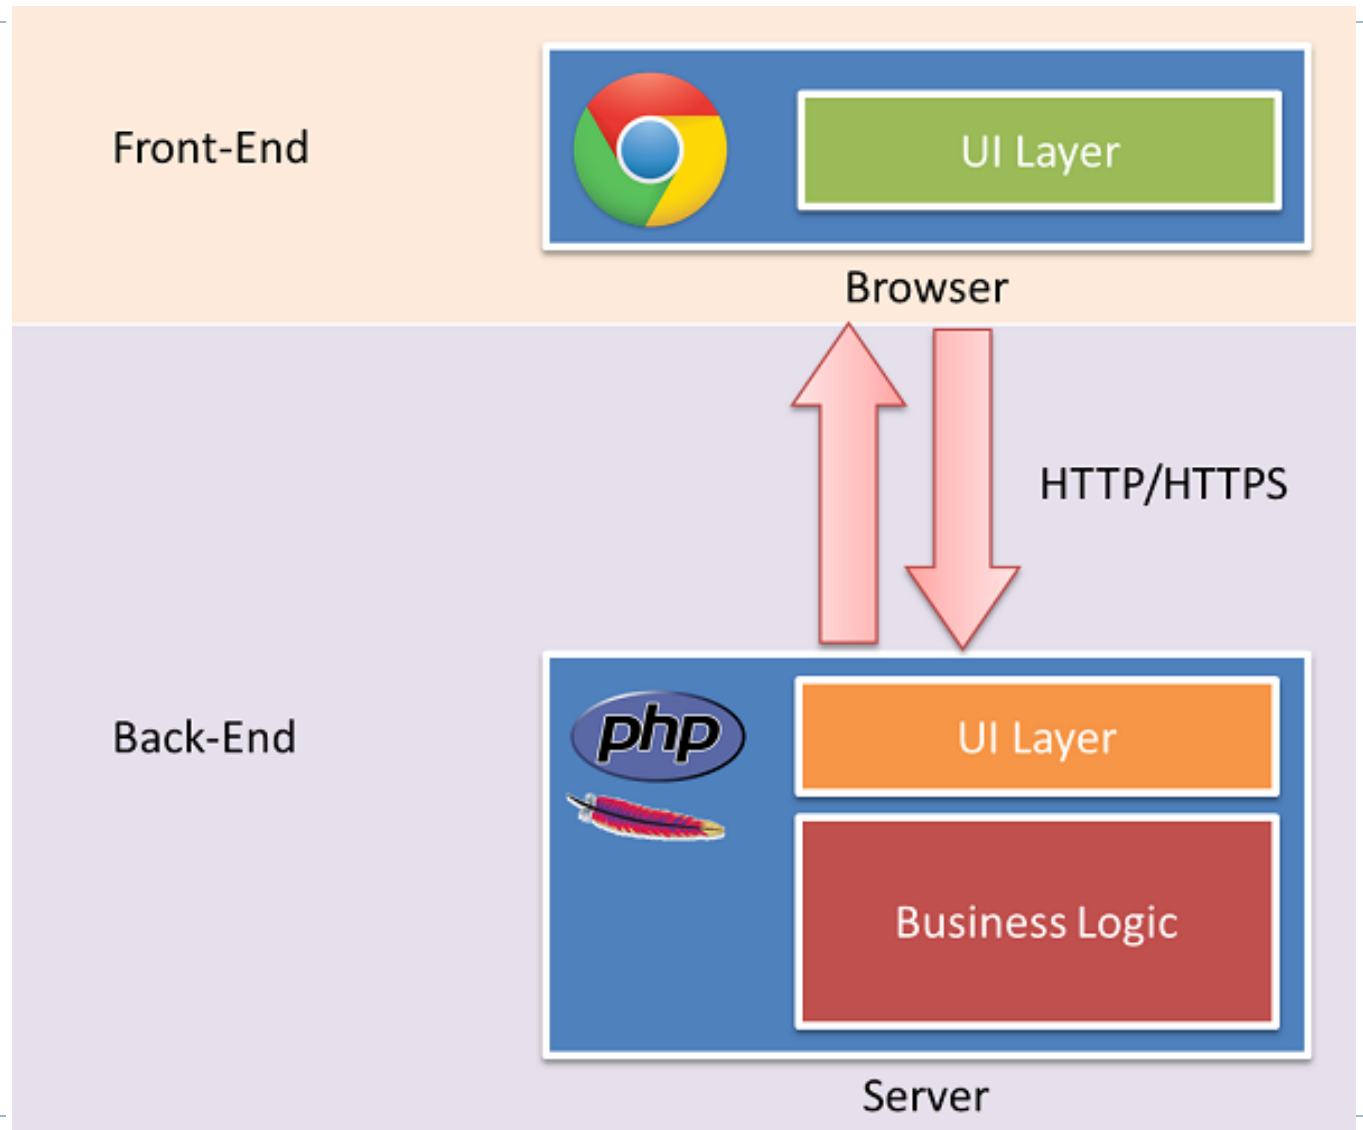 Front-End
UI Layer
Browser
HTTP/HTTPS
Back-End
php
UI Layer
Business Logic
Server